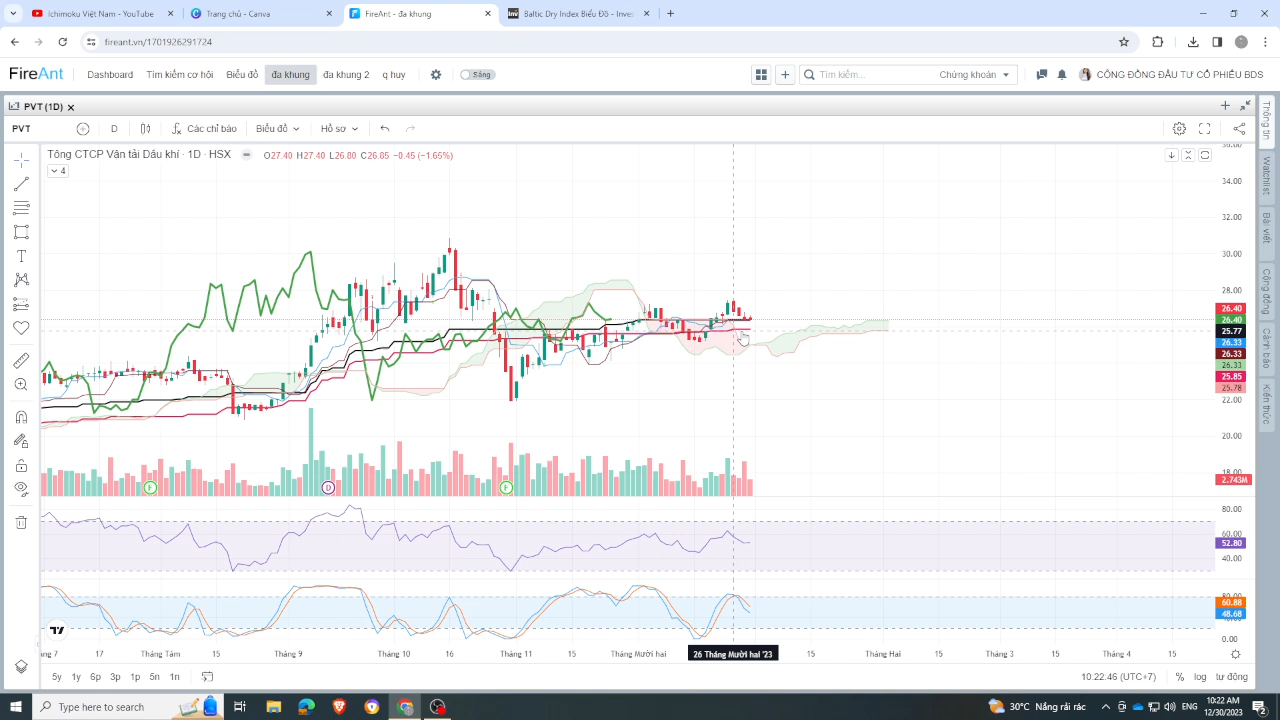 Ichimoku Việt Nam - YouTube
Trang chủ - Canva
FireAnt - đa khung
Baltic Dry Index Biểu Đồ - Inves
fireant.vn/1701926291724
FireAnt
Dashboard
Tìm kiếm cơ hội
Biểu đồ
đa khung
đa khung 2
q huy
Sáng
Tìm kiếm...
Chứng khoán
CỘNG ĐỒNG ĐẦU TƯ CỔ PHIẾU BDS
PVT (1D)
PVT
D
Các chỉ báo
Biểu đồ
Hồ sơ
Tổng CTCP Vận tải Dầu khí · 1D · HSX
O27.40 H27.40 L26.80 C26.85 −0.45 (−1.65%)
4
36.00
34.00
32.00
30.00
28.00
26.40
26.40
25.77
26.33
26.33
26.33
25.85
25.78
22.00
20.00
18.00
2.743M
80.00
60.00
52.80
40.00
80.00
60.88
48.68
0.00
E
D
E
17
Tháng Tám
15
Tháng 9
Tháng 10
16
Tháng 11
15
Tháng Mười hai
26 Tháng Mười hai '23
15
Tháng Hai
15
Tháng 3
15
Tháng 4
15
5y
1y
6p
3p
1p
5n
1n
10:22:46 (UTC+7)
%
log
tự động
Thông tin
Watchlist
Bài viết
Cộng đồng
Cảnh báo
Kiến thức
Type here to search
30°C Nắng rải rác
ENG
10:22 AM
12/30/2023
2